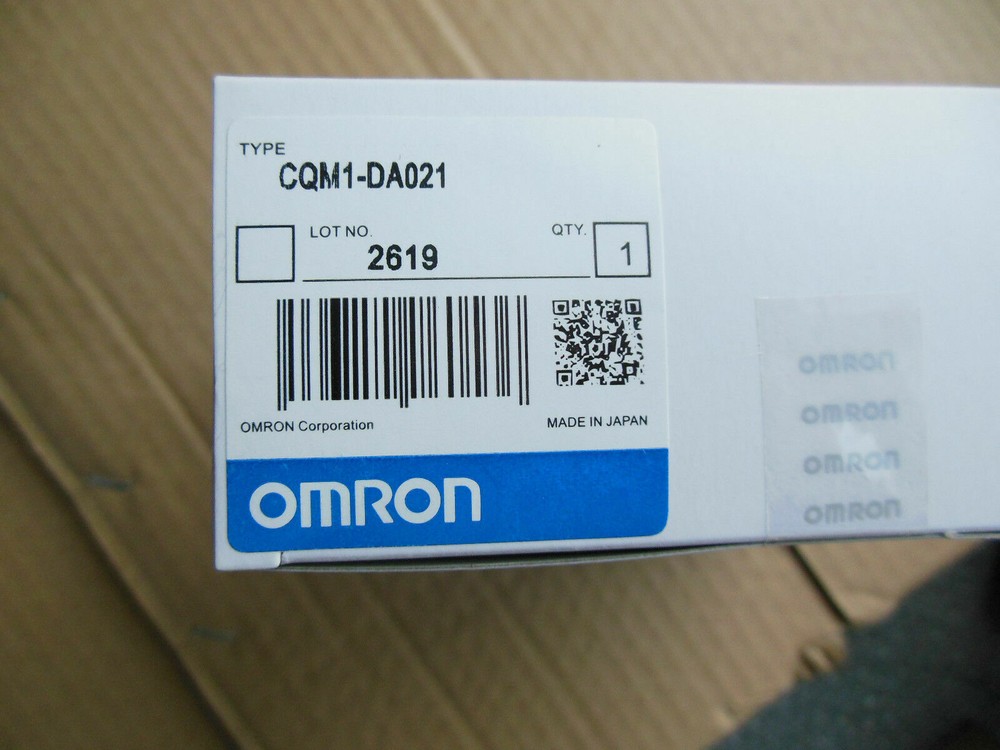 TYPE
CQM1-DA021
LOT NO. 2619 QTY. 1
OMRON Corporation MADE IN JAPAN
OMRON
OMRON
OMRON
OMRON
OMRON